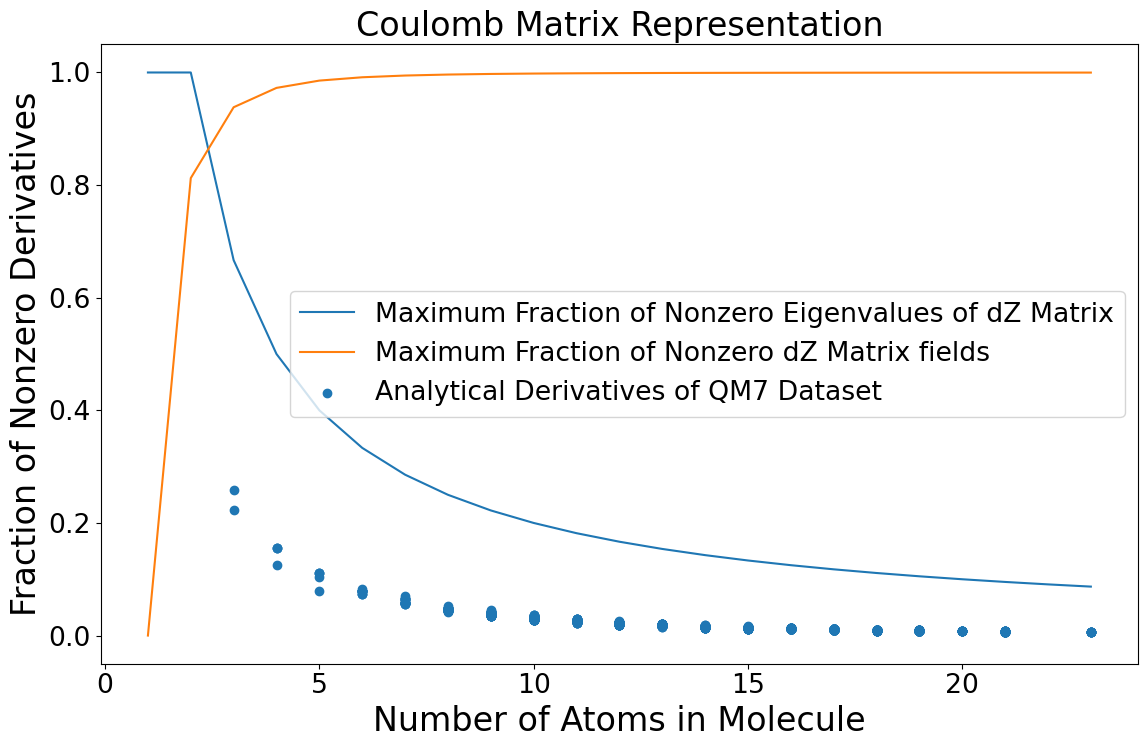 Coulomb Matrix Representation
Fraction of Nonzero Derivatives
1.0
0.8
0.6
0.4
0.2
0.0
Maximum Fraction of Nonzero Eigenvalues of dZ Matrix
Maximum Fraction of Nonzero dZ Matrix fields
Analytical Derivatives of QM7 Dataset
0 5 10 15 20
Number of Atoms in Molecule